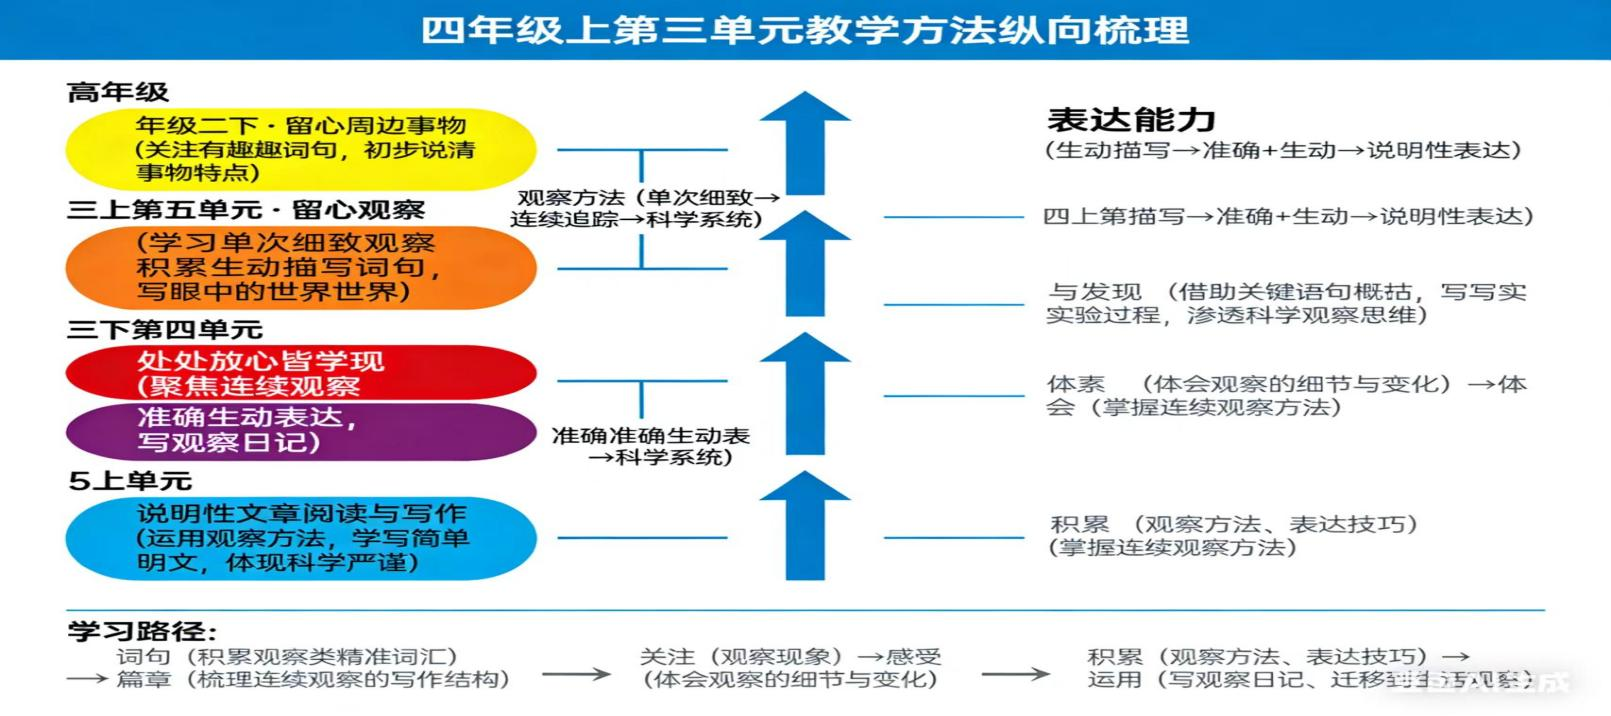 四年级上第三单元教学方法纵向梳理
高年级
年级二下·留心周边事物
(关注有趣趣词句，初步说清
事物特点)
三上第五单元·留心观察
(学习单次细致观察
积累生动描写词句，
写眼中的世界世界)
三下第四单元
处处放心皆学现
(聚焦连续观察
准确生动表达，
写观察日记)
5上单元
说明性文章阅读与写作
(运用观察方法，学写简单
明文，体现科学严谨)
观察方法（单次细致→
连续追踪→科学系统)
准确准确生动表
→科学系统)
表达能力
(生动描写→准确+生动→说明性表达)
四上第描写→准确+生动→说明性表达)
与发现 （借助关键语句概括，写写实
实验过程，渗透科学观察思维)
体素 （体会观察的细节与变化）→体
会（掌握连续观察方法)
积累 （观察方法、表达技巧)
(掌握连续观察方法)
学习路径:
词句（积累观察类精准词汇)
→ 篇章（梳理连续观察的写作结构)
→
关注（观察现象）→感受
(体会观察的细节与变化)
→
积累（观察方法、表达技巧）→
运用（写观察日记、迁移到生活观察)